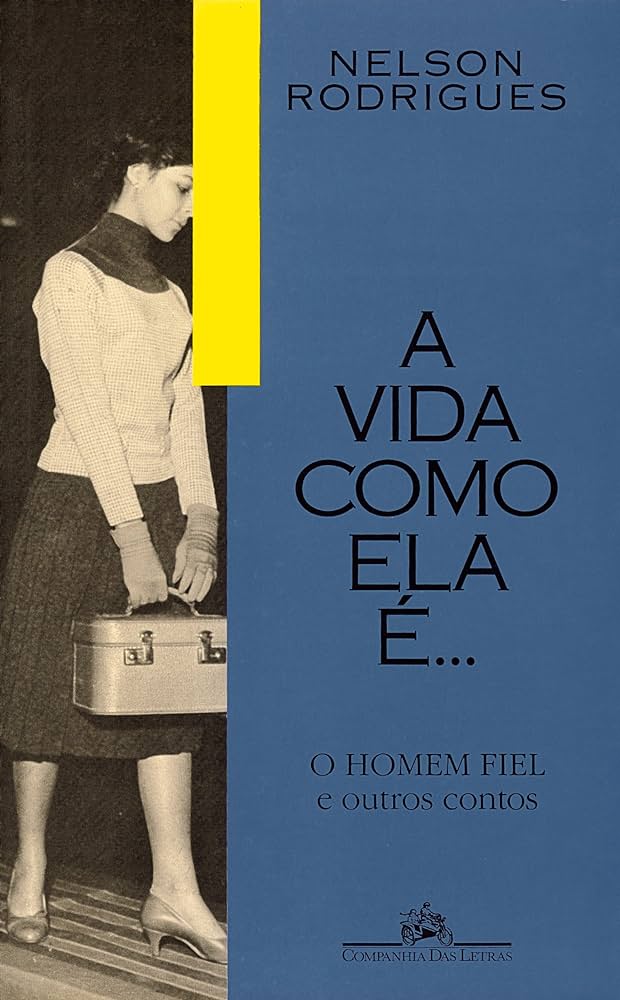 NELSON
RODRIGUES
A
VIDA
COMO
ELA
É...
O HOMEM FIEL
e outros contos
COMPANHIA DAS LETRAS